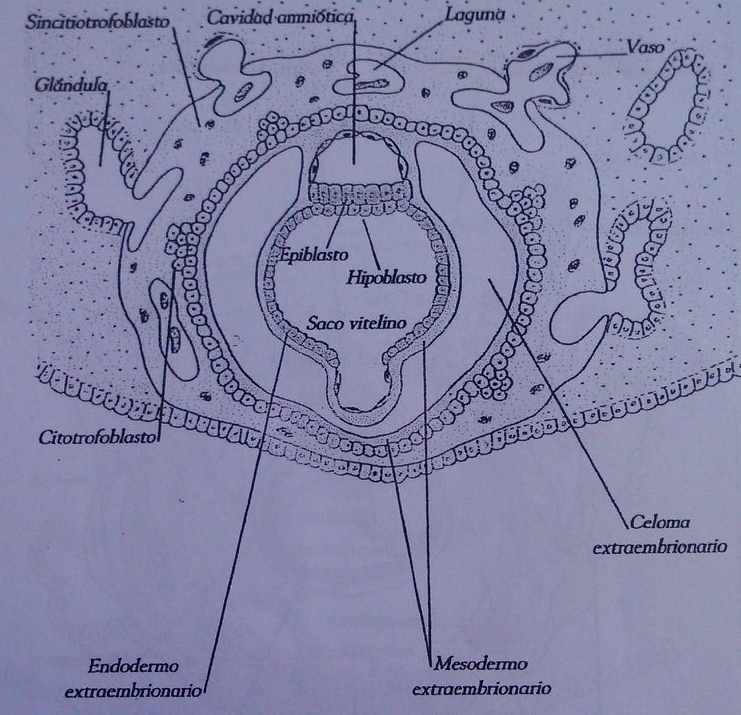 Sincitiotrofoblasto
Cavidad amniótica
Laguna
Vaso
Glándula
Epiblasto
Hipoblasto
Saco vitelino
Citotrofoblasto
Celoma
extraembrionario
Endodermo
extraembrionario
Mesodermo
extraembrionario